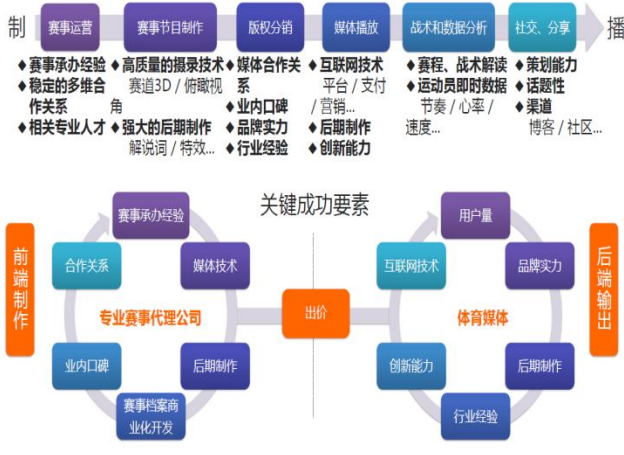 制
赛事运营
赛事节目制作
版权分销
媒体播放
战术和数据分析
社交、分享
播
◆赛事承办经验
◆稳定的多维合
作关系
◆相关专业人才
◆高质量的摄录技术
赛道3D / 俯瞰视
角
◆强大的后期制作
解说词 / 特效...
◆媒体合作关
系
◆业内口碑
◆品牌实力
◆行业经验
◆互联网技术
平台 / 支付
/ 营销...
◆后期制作
◆创新能力
◆赛程、战术解读
◆运动员即时数据
节奏 / 心率 /
速度...
◆策划能力
◆话题性
◆渠道
博客 / 社区...
关键成功要素
前端制作
赛事承办经验
合作关系
媒体技术
专业赛事代理公司
业内口碑
后期制作
赛事档案商
业化开发
出价
用户量
互联网技术
品牌实力
体育媒体
创新能力
后期制作
行业经验
后端输出